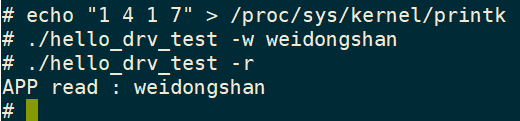 # echo "1 4 1 7" > /proc/sys/kernel/printk
# ./hello_drv_test -w weidongshan
# ./hello_drv_test -r
APP read : weidongshan
#